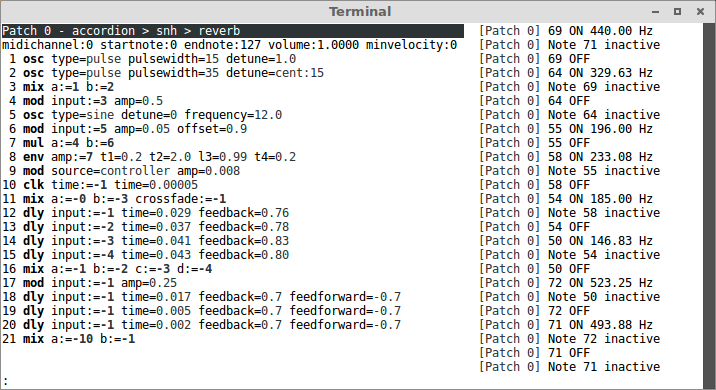 Terminal
Patch 0 - accordion > snh > reverb
midichannel:0 startnote:0 endnote:127 volume:1.0000 minvelocity:0
1 osc type=pulse pulsewidth=15 detune=1.0
2 osc type=pulse pulsewidth=35 detune=cent:15
3 mix a:=1 b:=2
4 mod input:=3 amp=0.5
5 osc type=sine detune=0 frequency=12.0
6 mod input:=5 amp=0.05 offset=0.9
7 mul a:=4 b:=6
8 env amp:=7 t1=0.2 t2=2.0 l3=0.99 t4=0.2
9 mod source=controller amp=0.008
10 clk time:=-1 time=0.00005
11 mix a:=-0 b:=-3 crossfade:=-1
12 dly input:=-1 time=0.029 feedback=0.76
13 dly input:=-2 time=0.037 feedback=0.78
14 dly input:=-3 time=0.041 feedback=0.83
15 dly input:=-4 time=0.043 feedback=0.80
16 mix a:=-1 b:=-2 c:=-3 d:=-4
17 mod input:=-1 amp=0.25
18 dly input:=-1 time=0.017 feedback=0.7 feedforward=-0.7
19 dly input:=-1 time=0.005 feedback=0.7 feedforward=-0.7
20 dly input:=-1 time=0.002 feedback=0.7 feedforward=-0.7
21 mix a:=-10 b:=-1
:
[Patch 0] 69 ON 440.00 Hz
[Patch 0] Note 71 inactive
[Patch 0] 69 OFF
[Patch 0] 64 ON 329.63 Hz
[Patch 0] Note 69 inactive
[Patch 0] 64 OFF
[Patch 0] Note 64 inactive
[Patch 0] 55 ON 196.00 Hz
[Patch 0] 55 OFF
[Patch 0] 58 ON 233.08 Hz
[Patch 0] Note 55 inactive
[Patch 0] 58 OFF
[Patch 0] 54 ON 185.00 Hz
[Patch 0] Note 58 inactive
[Patch 0] 54 OFF
[Patch 0] 50 ON 146.83 Hz
[Patch 0] Note 54 inactive
[Patch 0] 50 OFF
[Patch 0] 72 ON 523.25 Hz
[Patch 0] Note 50 inactive
[Patch 0] 72 OFF
[Patch 0] 71 ON 493.88 Hz
[Patch 0] Note 72 inactive
[Patch 0] 71 OFF
[Patch 0] Note 71 inactive